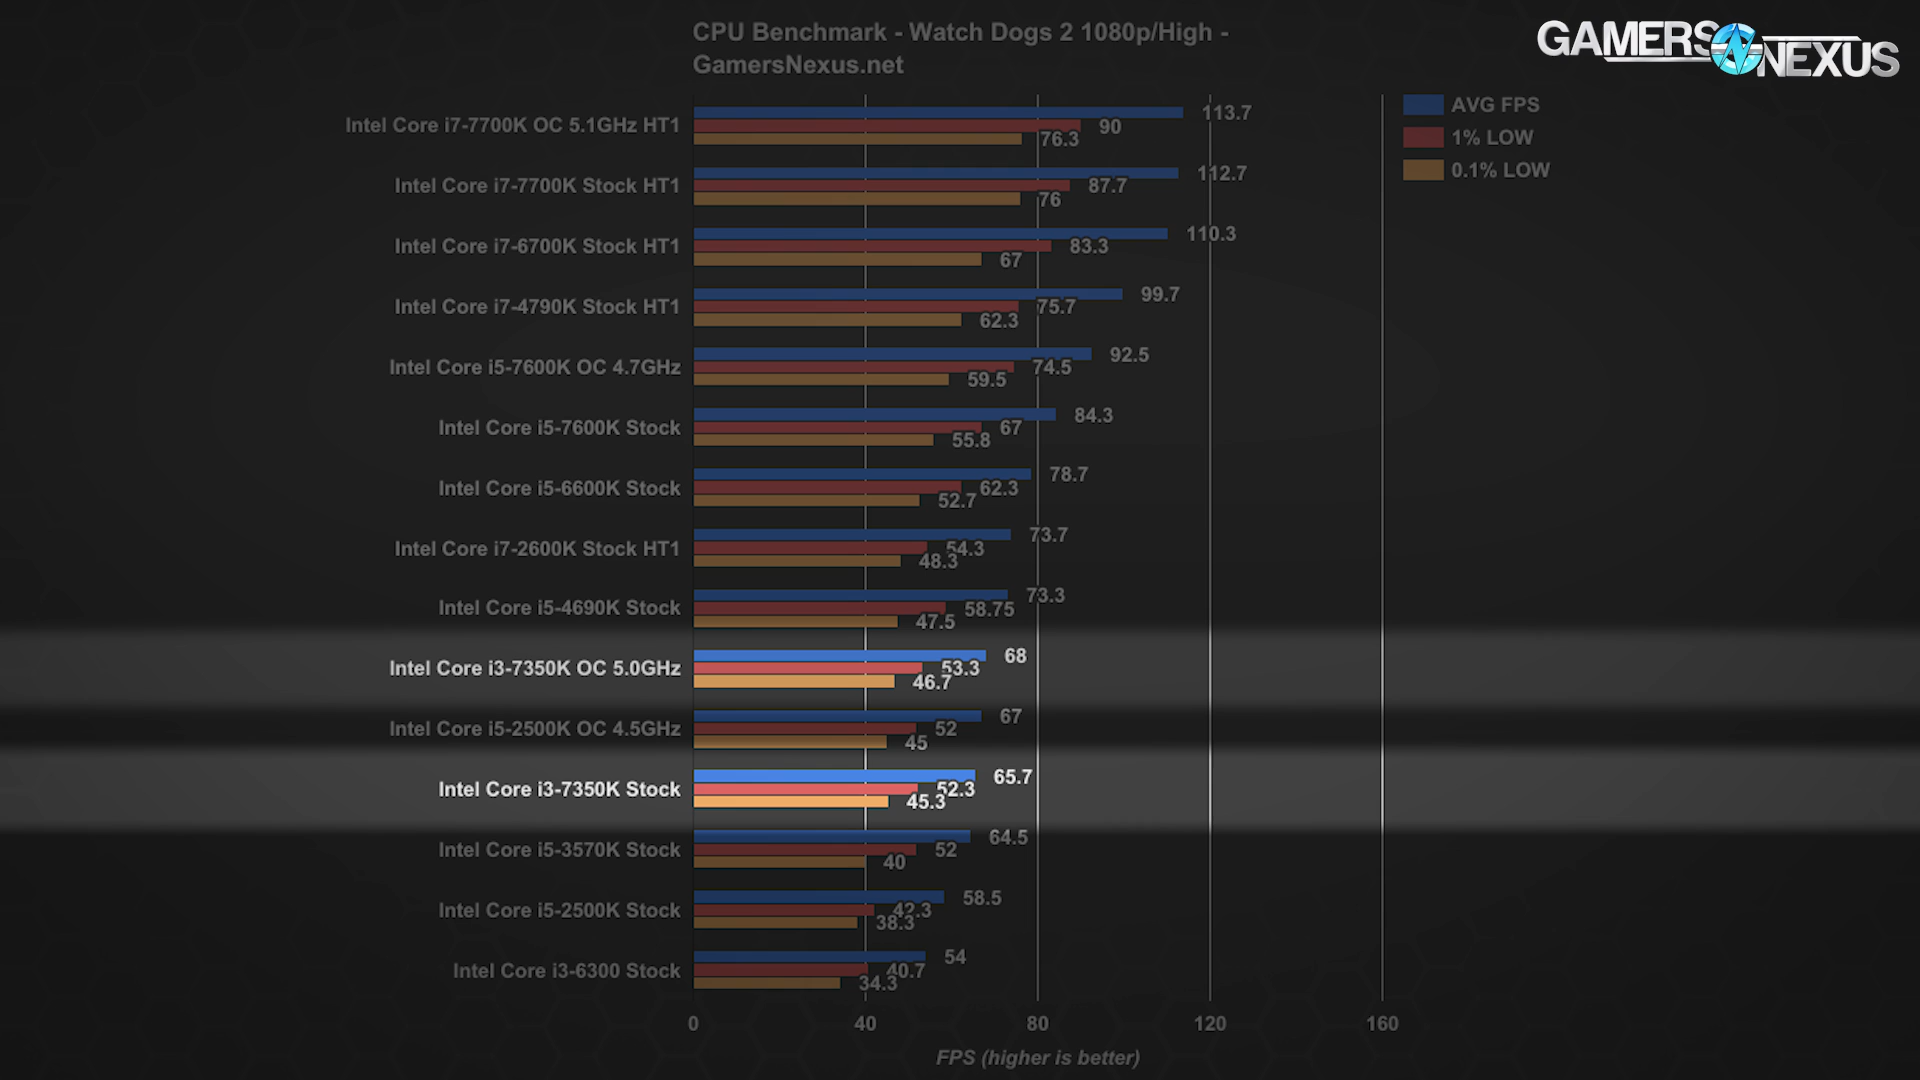 CPU Benchmark - Watch Dogs 2 1080p/High -
GamersNexus.net
GAMERS NEXUS
AVG FPS
1% LOW
0.1% LOW
Intel Core i7-7700K OC 5.1GHz HT1
113.7
90
76.3
Intel Core i7-7700K Stock HT1
112.7
87.7
76
Intel Core i7-6700K Stock HT1
110.3
83.3
67
Intel Core i7-4790K Stock HT1
99.7
75.7
62.3
Intel Core i5-7600K OC 4.7GHz
92.5
74.5
59.5
Intel Core i5-7600K Stock
84.3
67
55.8
Intel Core i5-6600K Stock
78.7
62.3
52.7
Intel Core i7-2600K Stock HT1
73.7
54.3
48.3
Intel Core i5-4690K Stock
73.3
58.75
47.5
Intel Core i3-7350K OC 5.0GHz
68
53.3
46.7
Intel Core i5-2500K OC 4.5GHz
67
52
45
Intel Core i3-7350K Stock
65.7
52.3
45.3
Intel Core i5-3570K Stock
64.5
52
40
Intel Core i5-2500K Stock
58.5
42.3
38.3
Intel Core i3-6300 Stock
54
40.7
34.3
0 40 80 120 160
FPS (higher is better)